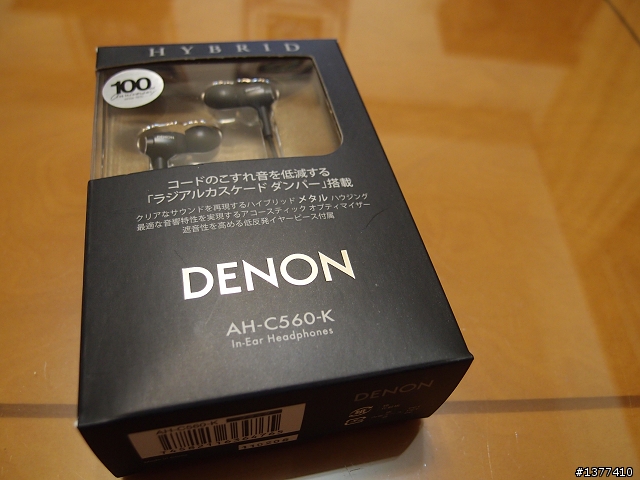 HYBRID
100
コードのこすれ音を低減する
「ラジアルカスケード ダンパー」搭載
クリアなサウンドを再現するハイブリッド メタル ハウジング
最適な音響特性を実現するアコースティック オプティマイザー
遮音性を高める低反発イヤーピース付属
DENON
AH-C560-K
In-Ear Headphones
DENON
AH-C560-K
#1377410